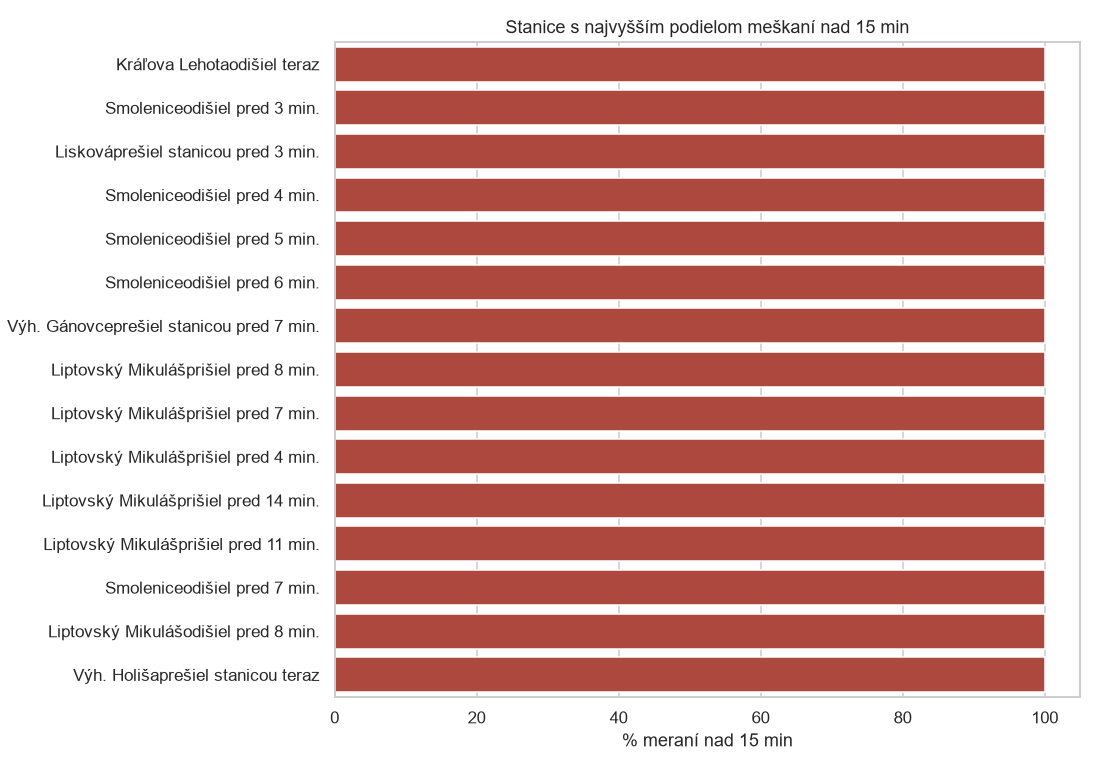 Stanice s najvyšším podielom meškaní nad 15 min
Kráľova Lehotaodišiel teraz
Smoleniceodišiel pred 3 min.
Liskováprešiel stanicou pred 3 min.
Smoleniceodišiel pred 4 min.
Smoleniceodišiel pred 5 min.
Smoleniceodišiel pred 6 min.
Výh. Gánovceprešiel stanicou pred 7 min.
Liptovský Mikulášprišiel pred 8 min.
Liptovský Mikulášprišiel pred 7 min.
Liptovský Mikulášprišiel pred 4 min.
Liptovský Mikulášprišiel pred 14 min.
Liptovský Mikulášprišiel pred 11 min.
Smoleniceodišiel pred 7 min.
Liptovský Mikulášodišiel pred 8 min.
Výh. Holišaprešiel stanicou teraz
0 20 40 60 80 100
% meraní nad 15 min